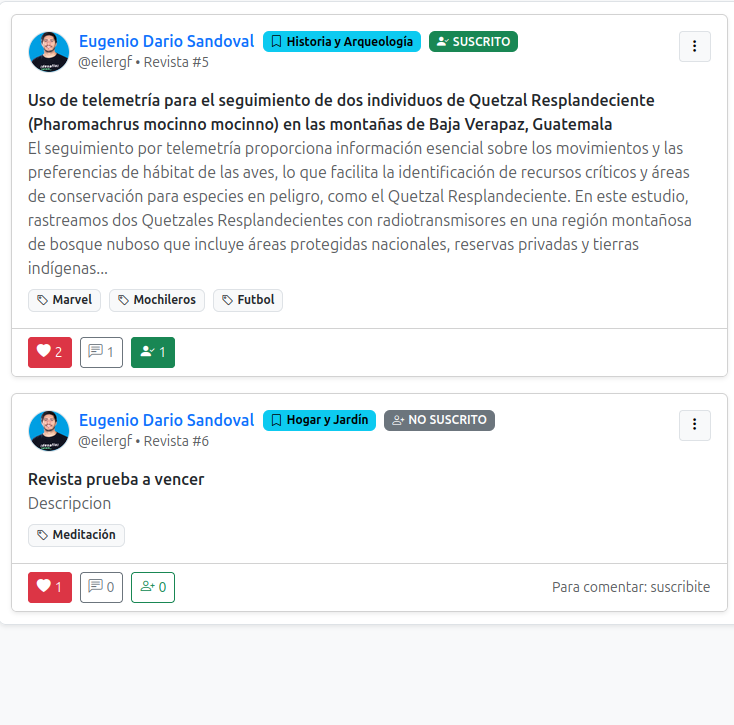 Eugenio Dario Sandoval Historia y Arqueología SUSCRITO
@eilergf • Revista #5
Uso de telemetría para el seguimiento de dos individuos de Quetzal Resplandeciente
(Pharomachrus mocinno mocinno) en las montañas de Baja Verapaz, Guatemala
El seguimiento por telemetría proporciona información esencial sobre los movimientos y las
preferencias de hábitat de las aves, lo que facilita la identificación de recursos críticos y áreas
de conservación para especies en peligro, como el Quetzal Resplandeciente. En este estudio,
rastreamos dos Quetzales Resplandecientes con radiotransmisores en una región montañosa
de bosque nuboso que incluye áreas protegidas nacionales, reservas privadas y tierras
indígenas...
Marvel Mochileros Futbol
2 1 1
Eugenio Dario Sandoval Hogar y Jardín NO SUSCRITO
@eilergf • Revista #6
Revista prueba a vencer
Descripcion
Meditación
1 0 0 Para comentar: suscribite